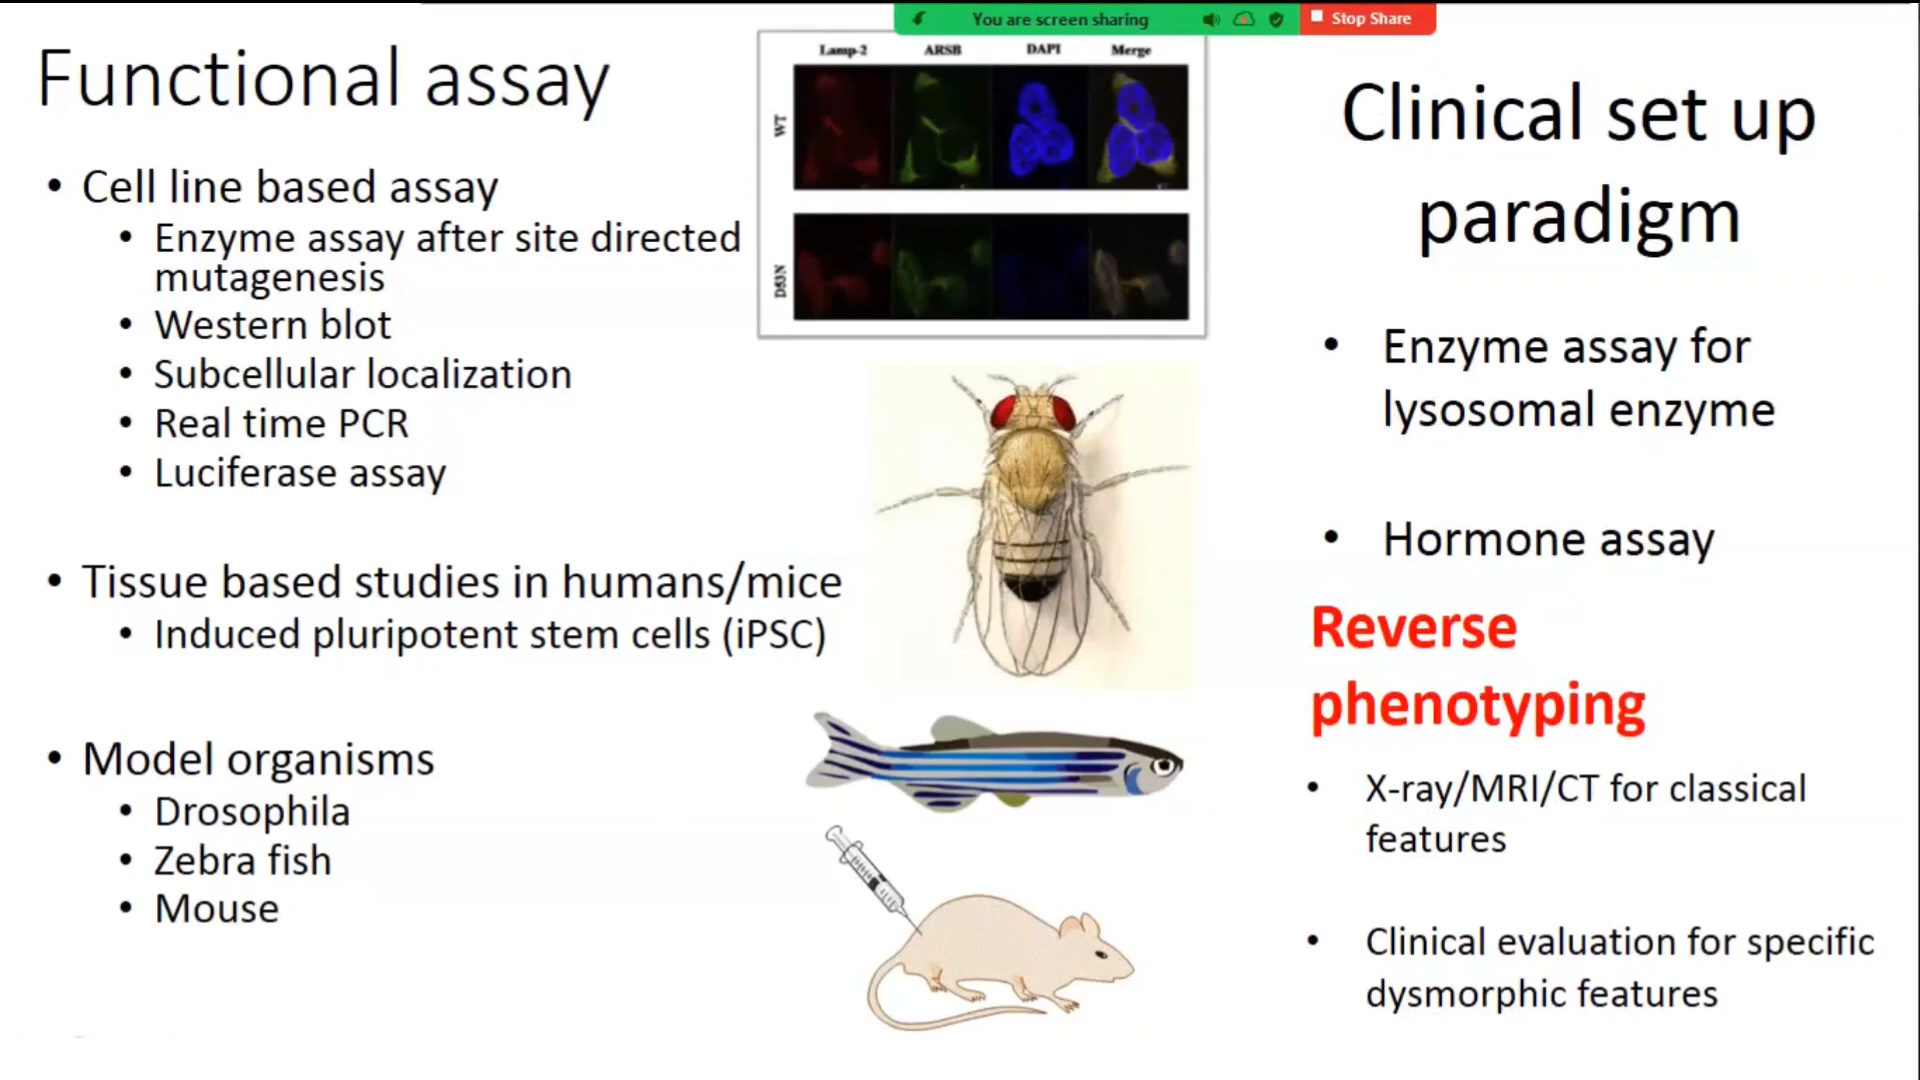 You are screen sharing
Stop Share
Functional assay
• Cell line based assay
• Enzyme assay after site directed
mutagenesis
• Western blot
• Subcellular localization
• Real time PCR
• Luciferase assay
• Tissue based studies in humans/mice
• Induced pluripotent stem cells (iPSC)
• Model organisms
• Drosophila
• Zebra fish
• Mouse
Lamp-2 ARSB DAPI Merge
WT
D53N
Clinical set up
paradigm
• Enzyme assay for
lysosomal enzyme
• Hormone assay
Reverse
phenotyping
• X-ray/MRI/CT for classical
features
• Clinical evaluation for specific
dysmorphic features